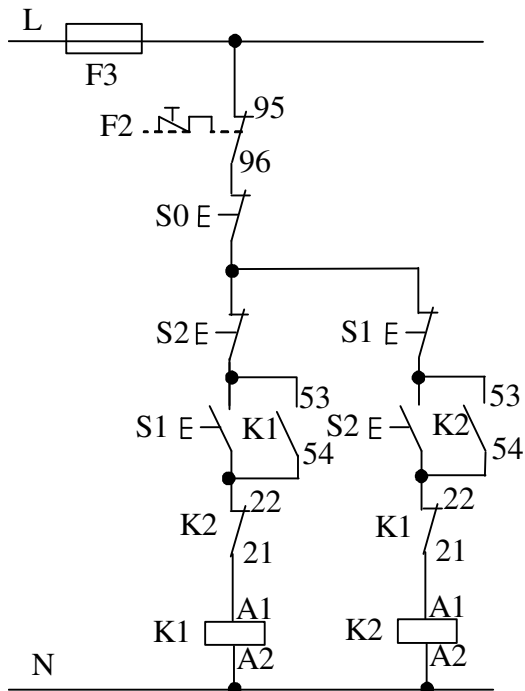 L
F3
F2 95
96
S0
S2 S1
53 53
S1 K1 S2 K2
54 54
K2 22 K1 22
21 21
K1 A1 K2 A1
A2 A2
N